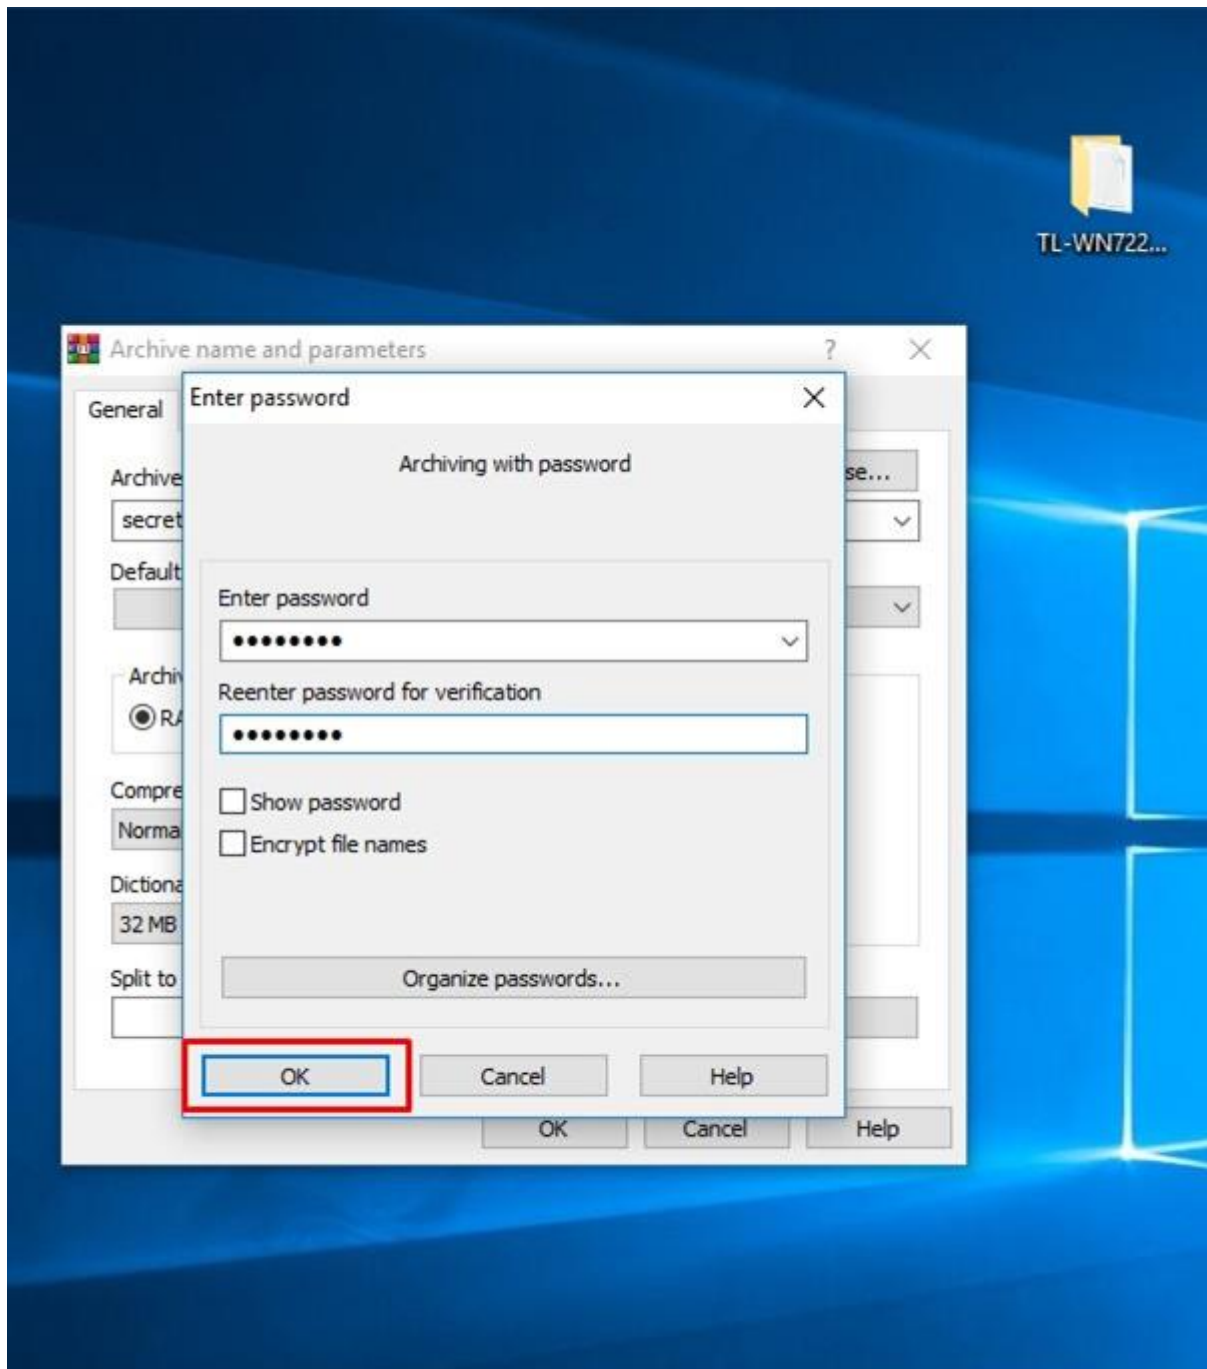 TL-WN722...
Archive name and parameters
?
General
Enter password
Archiving with password
Archive
se...
secret
Default
Enter password
●●●●●●●●
Archiv
Reenter password for verification
RA
●●●●●●●●
Compre
Show password
Norma
Encrypt file names
Dictiona
32 MB
Organize passwords...
Split to
OK Cancel Help
OK Cancel Help